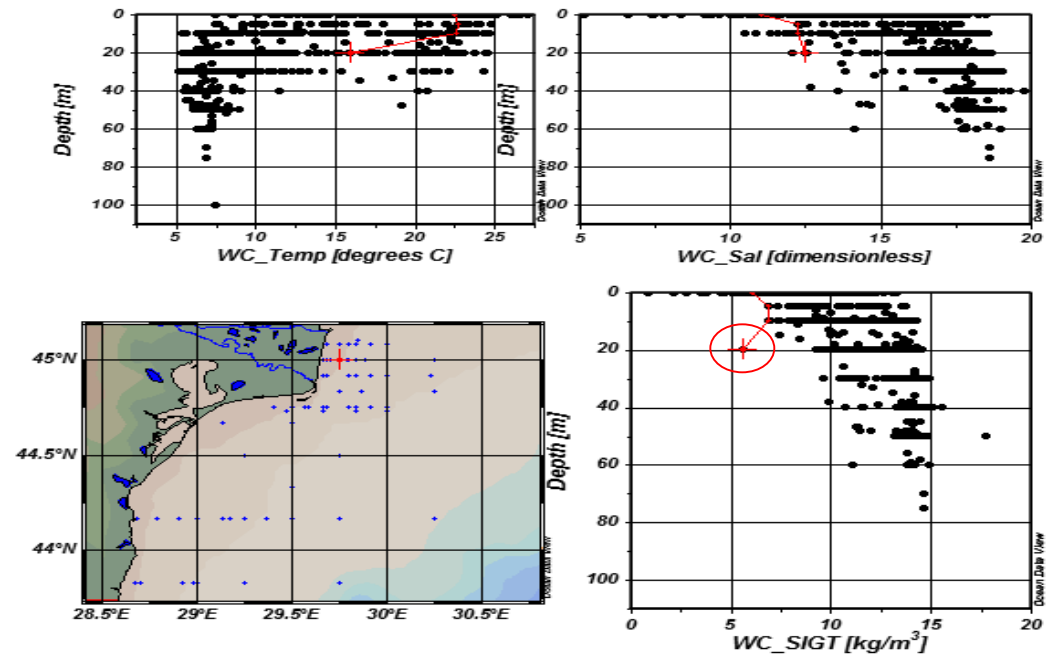 0
20
40
60
80
100
Depth [m]
5
10
15
20
25
WC_Temp [degrees C]
Ocean Data View
0
20
40
60
80
100
Depth [m]
5
10
15
20
WC_Sal [dimensionless]
Ocean Data View
45°N
44.5°N
44°N
28.5°E
29°E
29.5°E
30°E
30.5°E
Ocean Data View
0
20
40
60
80
100
Depth [m]
0
5
10
15
20
WC_SIGT [kg/m³]
Ocean Data View